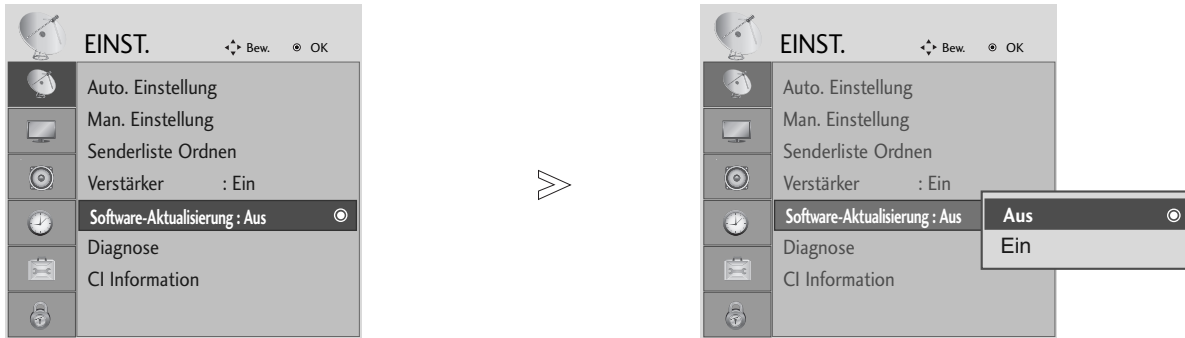 EINST. Bew. OK
Auto. Einstellung
Man. Einstellung
Senderliste Ordnen
Verstärker : Ein
Software-Aktualisierung : Aus
Diagnose
CI Information
EINST. Bew. OK
Auto. Einstellung
Man. Einstellung
Senderliste Ordnen
Verstärker : Ein
Software-Aktualisierung : Aus
Diagnose
CI Information
Aus
Ein